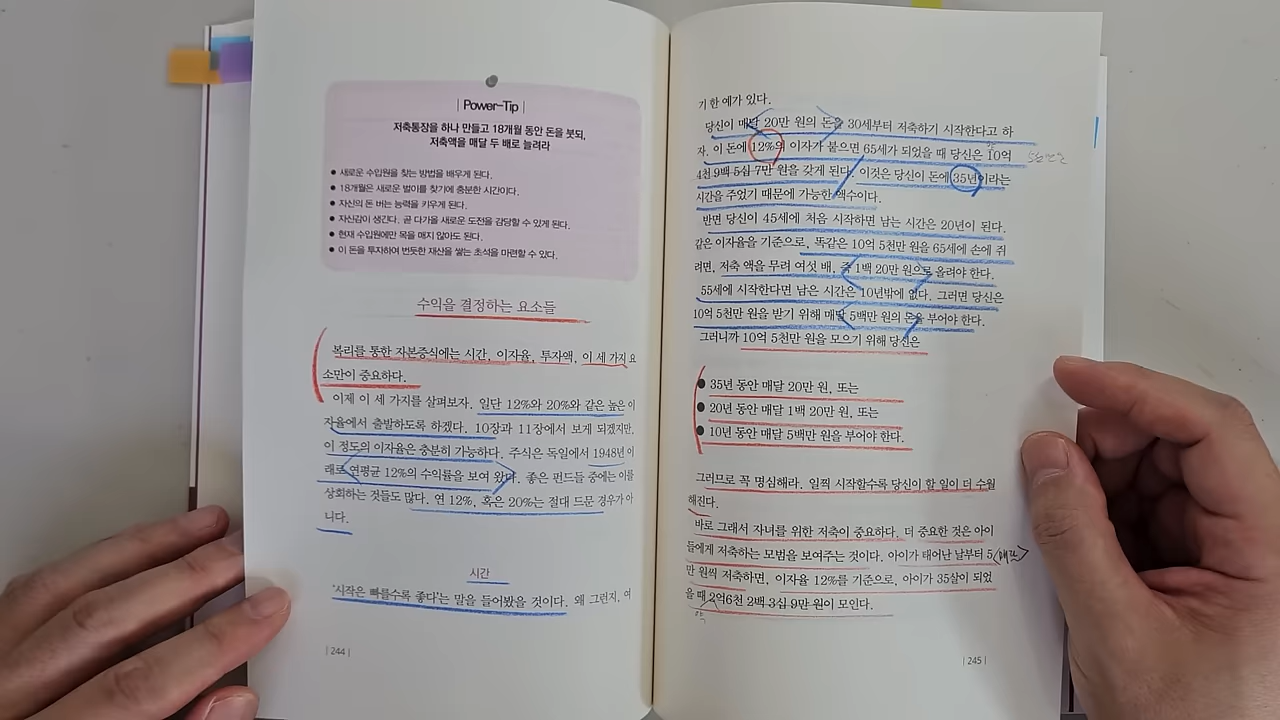 | Power-Tip |
저축통장을 하나 만들고 18개월 동안 돈을 붓되,
저축액을 매달 두 배로 늘려라
● 새로운 수입원을 찾는 방법을 배우게 된다.
● 18개월은 새로운 벌이를 찾기에 충분한 시간이다.
● 자신의 돈 버는 능력을 키우게 된다.
● 자신감이 생긴다. 곧 다가올 새로운 도전을 감당할 수 있게 된다.
● 현재 수입원에만 목을 매지 않아도 된다.
● 이 돈을 투자하여 번듯한 재산을 쌓는 초석을 마련할 수 있다.
수익을 결정하는 요소들
복리를 통한 자본증식에는 시간, 이자율, 투자액, 이 세 가지 요
소만이 중요하다.
이제 이 세 가지를 살펴보자. 일단 12%와 20%와 같은 높은 이
자율에서 출발하도록 하겠다. 10장과 11장에서 보게 되겠지만,
이 정도의 이자율은 충분히 가능하다. 주식은 독일에서 1948년 이
래로 연평균 12%의 수익률을 보여 왔다. 좋은 펀드들 중에는 이를
상회하는 것들도 많다. 연 12%, 혹은 20%는 절대 드문 경우가 아
니다.
시간
'시작은 빠를수록 좋다'는 말을 들어봤을 것이다. 왜 그런지, 여
| 244 |
기 한 예가 있다.
당신이 매달 20만 원의 돈을 30세부터 저축하기 시작한다고 하
자. 이 돈에 12%의 이자가 붙으면 65세가 되었을 때 당신은 10억
4천 9백 5십 7만 원을 갖게 된다. 이것은 당신이 돈에 35년이라는
시간을 주었기 때문에 가능한 액수이다.
반면 당신이 45세에 처음 시작하면 남는 시간은 20년이 된다.
같은 이자율을 기준으로, 똑같은 10억 5천만 원을 65세에 손에 쥐
려면, 저축 액을 무려 여섯 배, 즉 1백 20만 원으로 올려야 한다.
55세에 시작한다면 남은 시간은 10년밖에 없다. 그러면 당신은
10억 5천만 원을 받기 위해 매달 5백만 원의 돈을 부어야 한다.
그러니까 10억 5천만 원을 모으기 위해 당신은
● 35년 동안 매달 20만 원, 또는
● 20년 동안 매달 1백 20만 원, 또는
● 10년 동안 매달 5백만 원을 부어야 한다.
그러므로 꼭 명심해라. 일찍 시작할수록 당신이 할 일이 더 수월
해진다.
바로 그래서 자녀를 위한 저축이 중요하다. 더 중요한 것은 아이
들에게 저축하는 모범을 보여주는 것이다. 아이가 태어난 날부터 5
만 원씩 저축하면, 이자율 12%를 기준으로, 아이가 35살이 되었
을 때 2억6천 2백 3십 9만 원이 모인다.
약
| 245 |